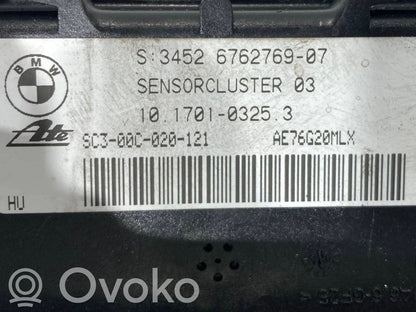 BMW
S:3452 6762769-07
SENSORCLUSTER 03
10.1701-0325.3
Ate
SC3-00C-020-121 AE76G20MLX
HU
OVOKO